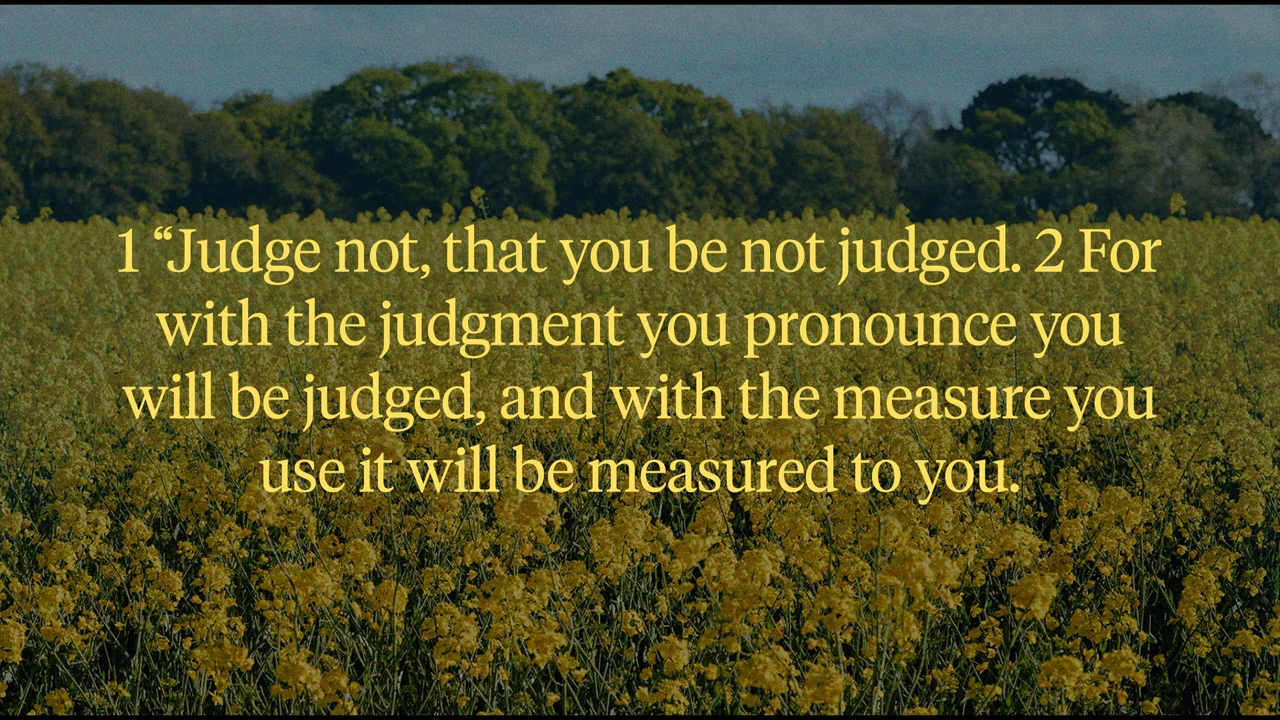 1 “Judge not, that you be not judged. 2 For
with the judgment you pronounce you
will be judged, and with the measure you
use it will be measured to you.